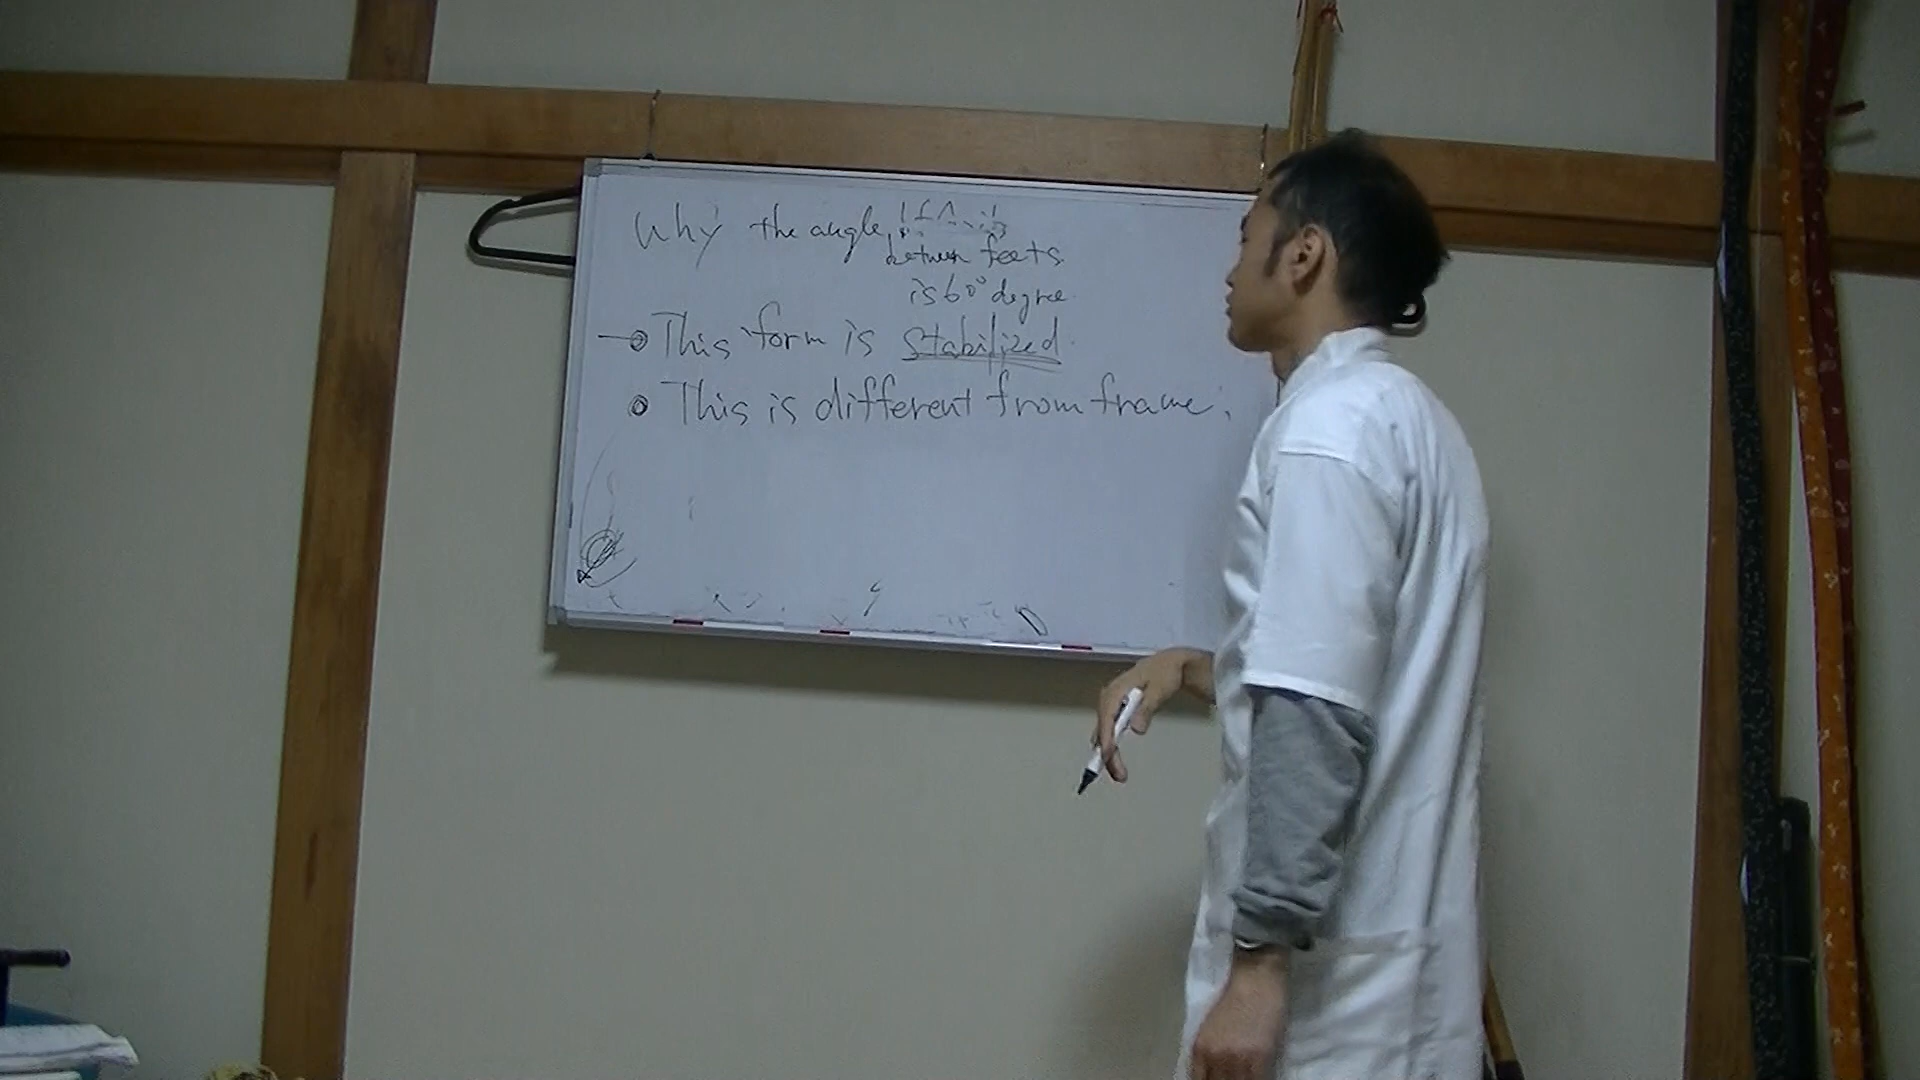 Why the angle
between feets
is 60° degree
This form is stabilized.
This is different from frame.